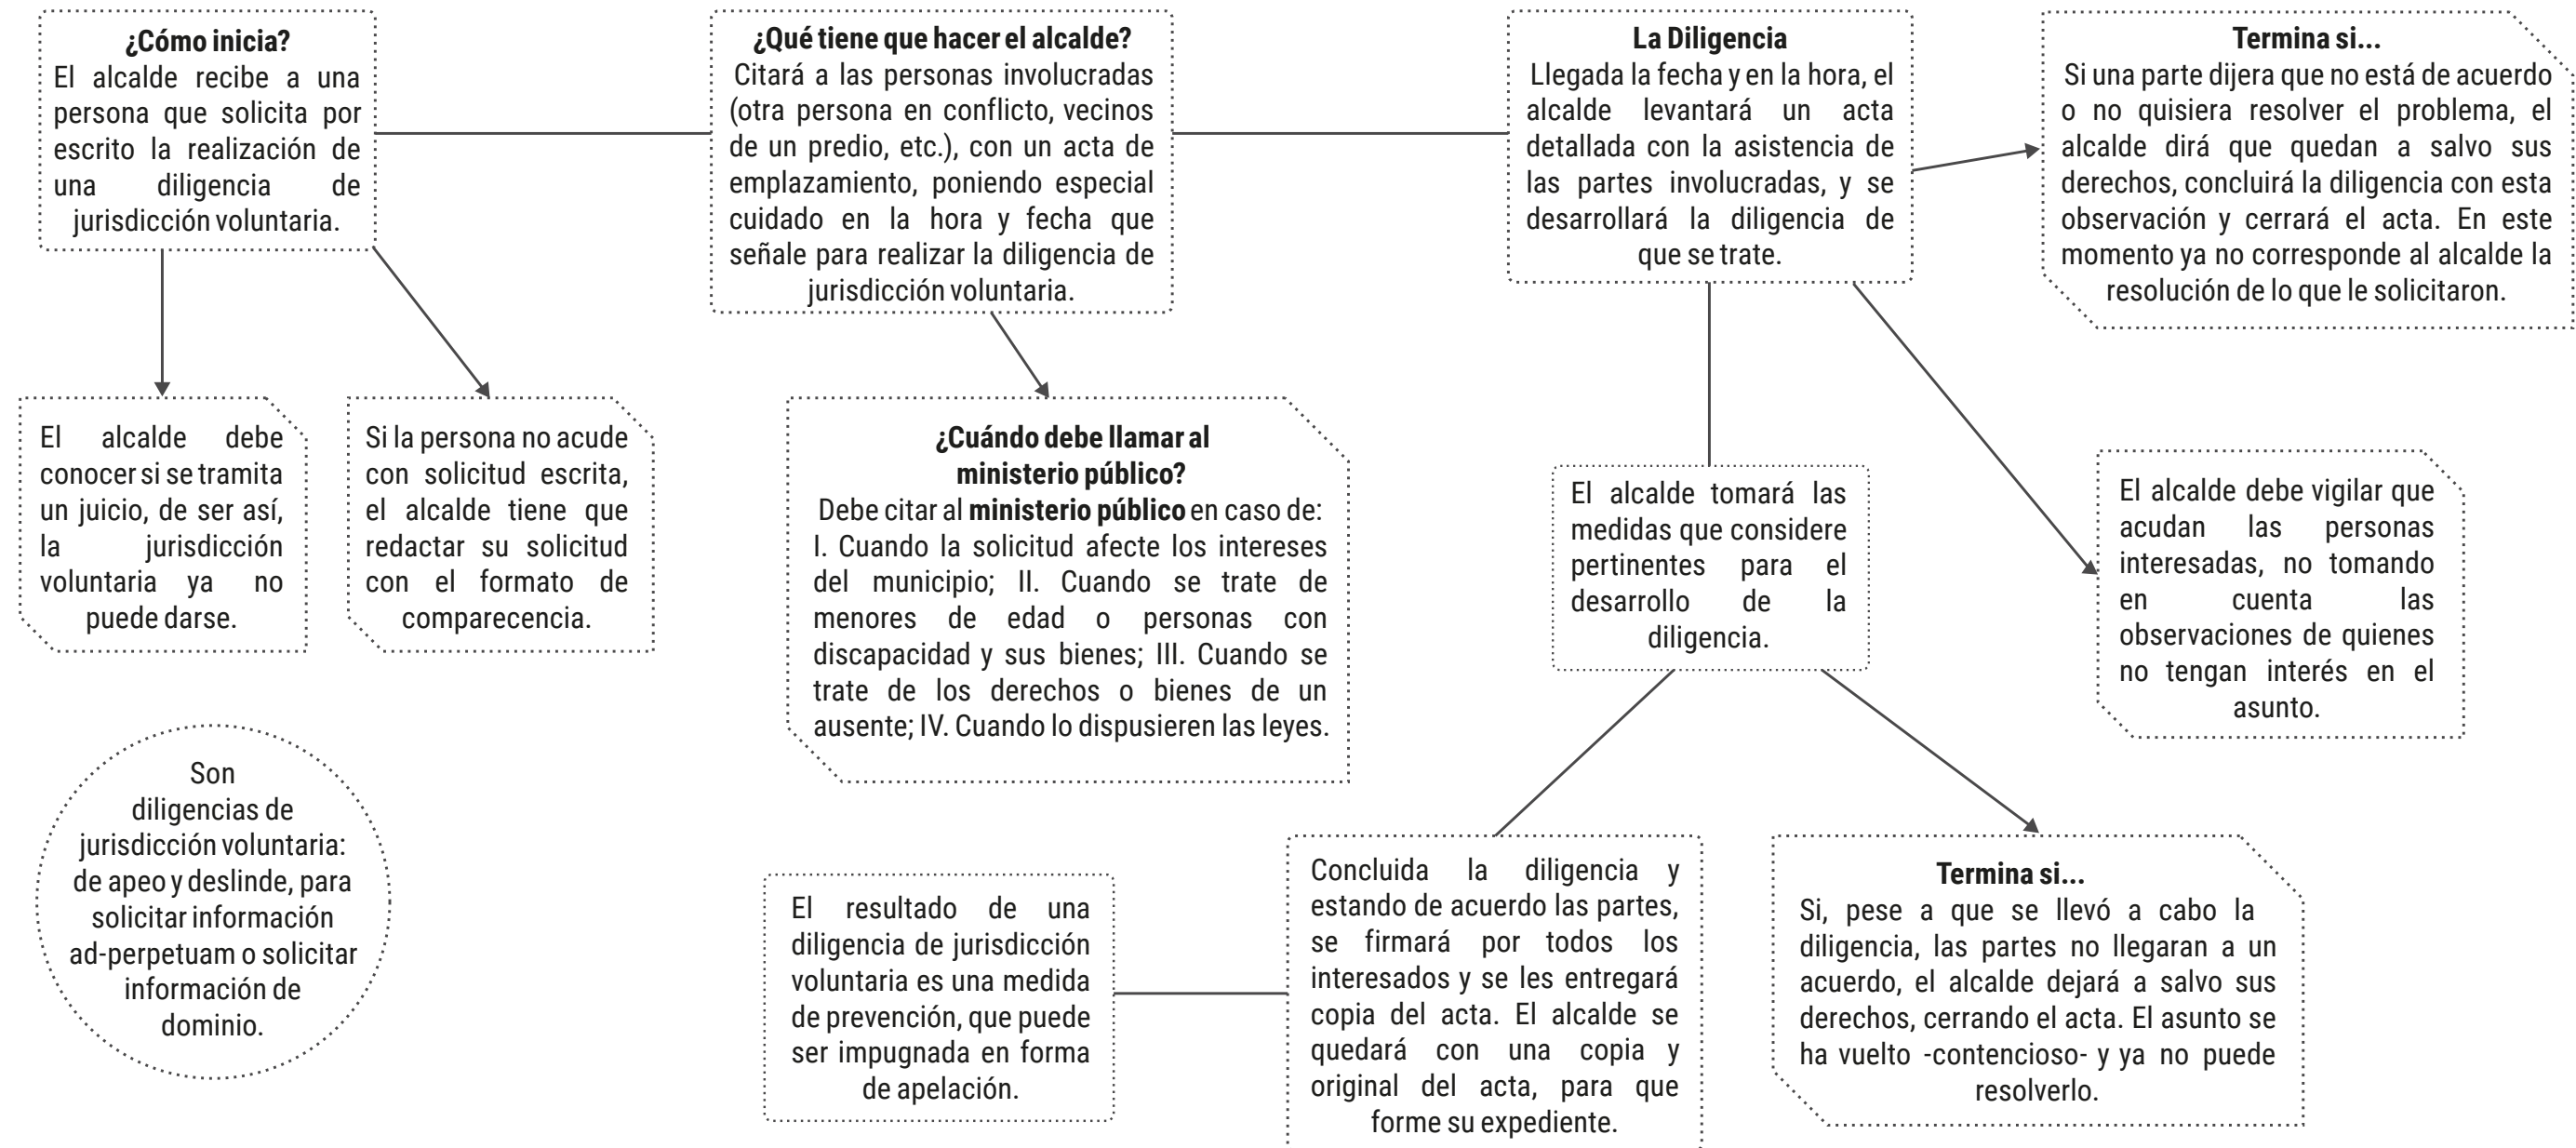 ¿Cómo inicia?
El alcalde recibe a una
persona que solicita por
escrito la realización de
una diligencia de
jurisdicción voluntaria.
¿Qué tiene que hacer el alcalde?
Citará a las personas involucradas
(otra persona en conflicto, vecinos
de un predio, etc.), con un acta de
emplazamiento, poniendo especial
cuidado en la hora y fecha que
señale para realizar la diligencia de
jurisdicción voluntaria.
La Diligencia
Llegada la fecha y en la hora, el
alcalde levantará un acta
detallada con la asistencia de
las partes involucradas, y se
desarrollará la diligencia de
que se trate.
Termina si...
Si una parte dijera que no está de acuerdo
o no quisiera resolver el problema, el
alcalde dirá que quedan a salvo sus
derechos, concluirá la diligencia con esta
observación y cerrará el acta. En este
momento ya no corresponde al alcalde la
resolución de lo que le solicitaron.
El alcalde debe
conocer si se tramita
un juicio, de ser así,
la jurisdicción
voluntaria ya no
puede darse.
Si la persona no acude
con solicitud escrita,
el alcalde tiene que
redactar su solicitud
con el formato de
comparecencia.
¿Cuándo debe llamar al
ministerio público?
Debe citar al ministerio público en caso de:
I. Cuando la solicitud afecte los intereses
del municipio; II. Cuando se trate de
menores de edad o personas con
discapacidad y sus bienes; III. Cuando se
trate de los derechos o bienes de un
ausente; IV. Cuando lo dispusieren las leyes.
El alcalde tomará las
medidas que considere
pertinentes para el
desarrollo de la
diligencia.
El alcalde debe vigilar que
acudan las personas
interesadas, no tomando
en cuenta las
observaciones de quienes
no tengan interés en el
asunto.
Son
diligencias de
jurisdicción voluntaria:
de apeo y deslinde, para
solicitar información
ad-perpetuam o solicitar
información de
dominio.
El resultado de una
diligencia de jurisdicción
voluntaria es una medida
de prevención, que puede
ser impugnada en forma
de apelación.
Concluida la diligencia y
estando de acuerdo las partes,
se firmará por todos los
interesados y se les entregará
copia del acta. El alcalde se
quedará con una copia y
original del acta, para que
forme su expediente.
Termina si...
Si, pese a que se llevó a cabo la
diligencia, las partes no llegaran a un
acuerdo, el alcalde dejará a salvo sus
derechos, cerrando el acta. El asunto se
ha vuelto -contencioso- y ya no puede
resolverlo.